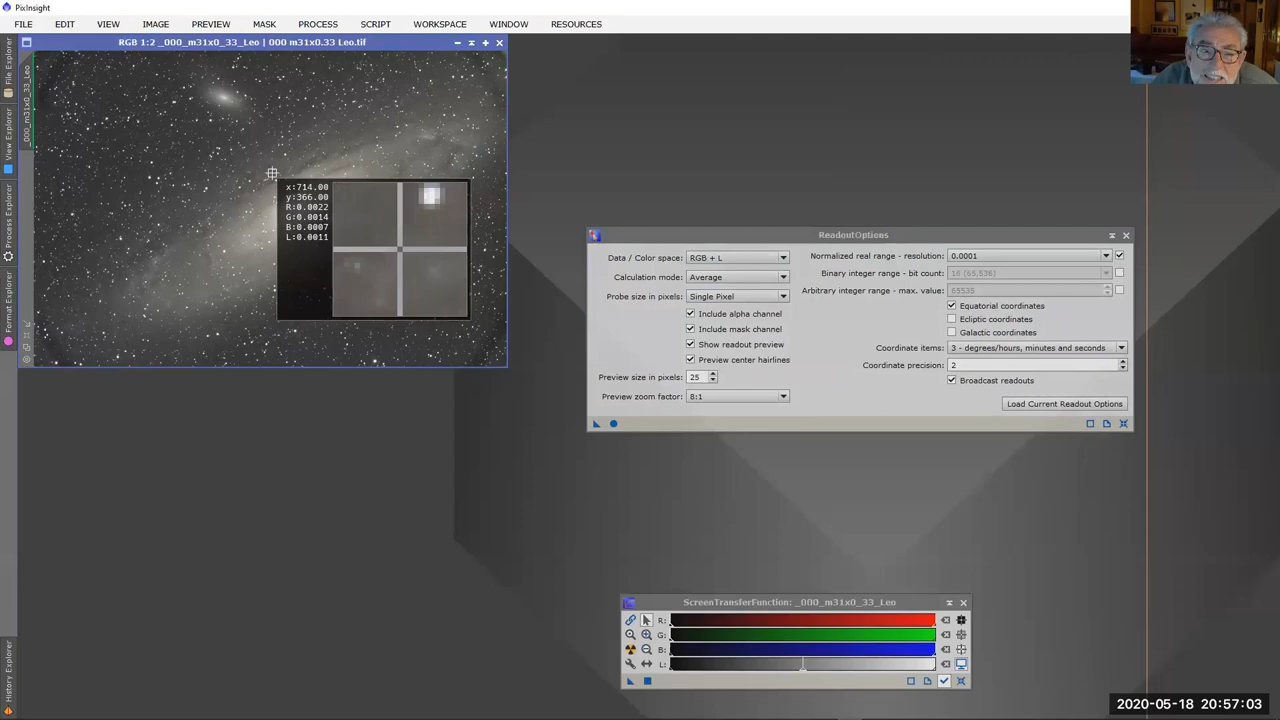 PixInsight
FILE EDIT VIEW IMAGE MASK PROCESS SCRIPT WORKSPACE WINDOW RESOURCES
RGB 1:2 _000_m31x0_33_Leo | 000 m31x0.33 Leo.tif
File Explorer
View Explorer
Process Explorer
Format Explorer
History Explorer
_000_m31x0_33_Leo
x:714.00
y:366.00
R:0.0022
G:0.0014
B:0.0007
L:0.0011
ReadoutOptions
Data / Color space: RGB + L
Calculation mode: Average
Probe size in pixels: Single Pixel
Include alpha channel
Include mask channel
Show readout preview
Preview center hairlines
Preview size in pixels: 25
Preview zoom factor: 8:1
Normalized real range - resolution: 0.0001
Binary integer range - bit count: 16 (65,536)
Arbitrary integer range - max. value: 65535
Equatorial coordinates
Ecliptic coordinates
Galactic coordinates
Coordinate items: 3 - degrees/hours, minutes and seconds
Coordinate precision: 2
Broadcast readouts
Load Current Readout Options
ScreenTransferFunction: _000_m31x0_33_Leo
R:
G:
B:
L:
2020-05-18 20:57:03